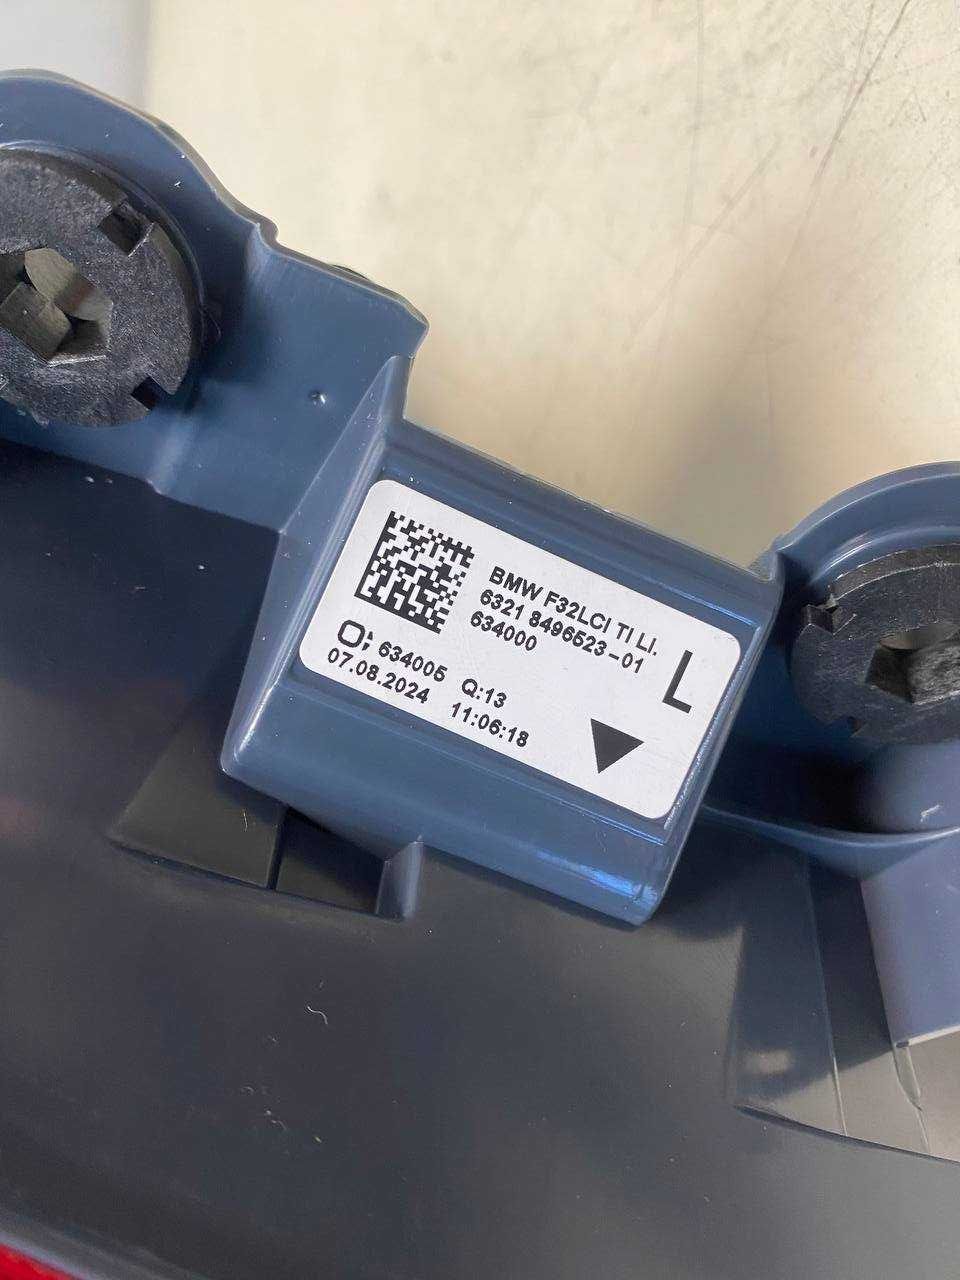 BMW F32LCI TI LI.
6321 8496523-01
634000
L
O; 634005 Q:13
07.08.2024 11:06:18